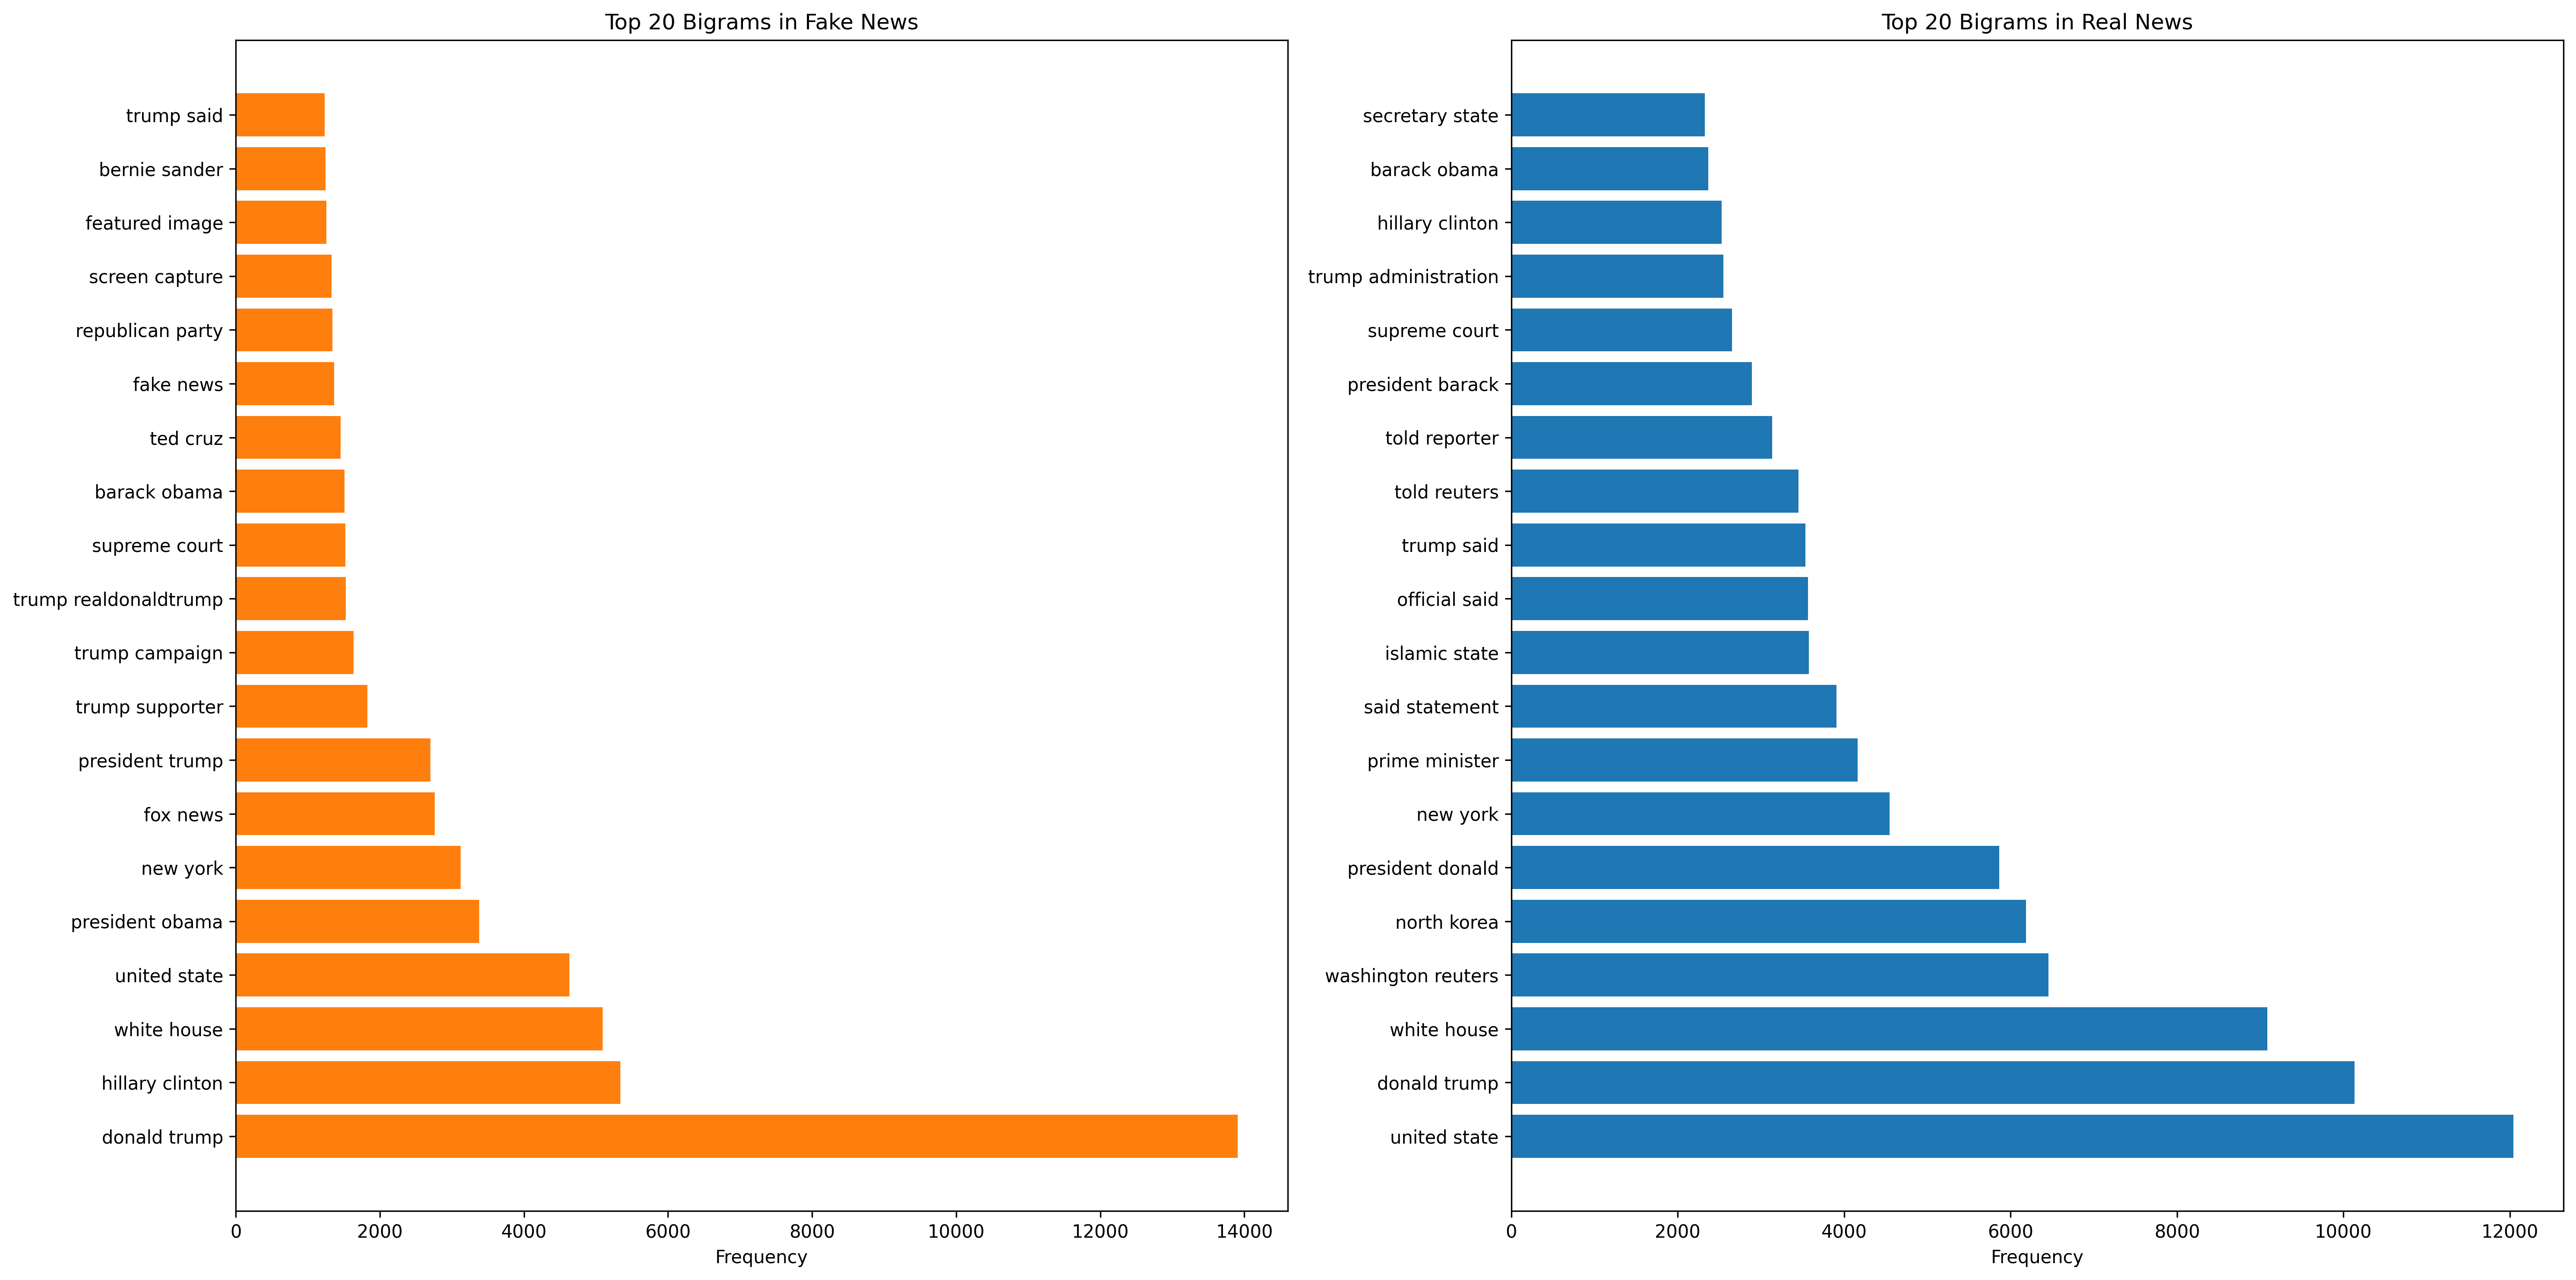 Top 20 Bigrams in Fake News
trump said
bernie sander
featured image
screen capture
republican party
fake news
ted cruz
barack obama
supreme court
trump realdonaldtrump
trump campaign
trump supporter
president trump
fox news
new york
president obama
united state
white house
hillary clinton
donald trump
0 2000 4000 6000 8000 10000 12000 14000
Frequency
Top 20 Bigrams in Real News
secretary state
barack obama
hillary clinton
trump administration
supreme court
president barack
told reporter
told reuters
trump said
official said
islamic state
said statement
prime minister
new york
president donald
north korea
washington reuters
white house
donald trump
united state
0 2000 4000 6000 8000 10000 12000
Frequency